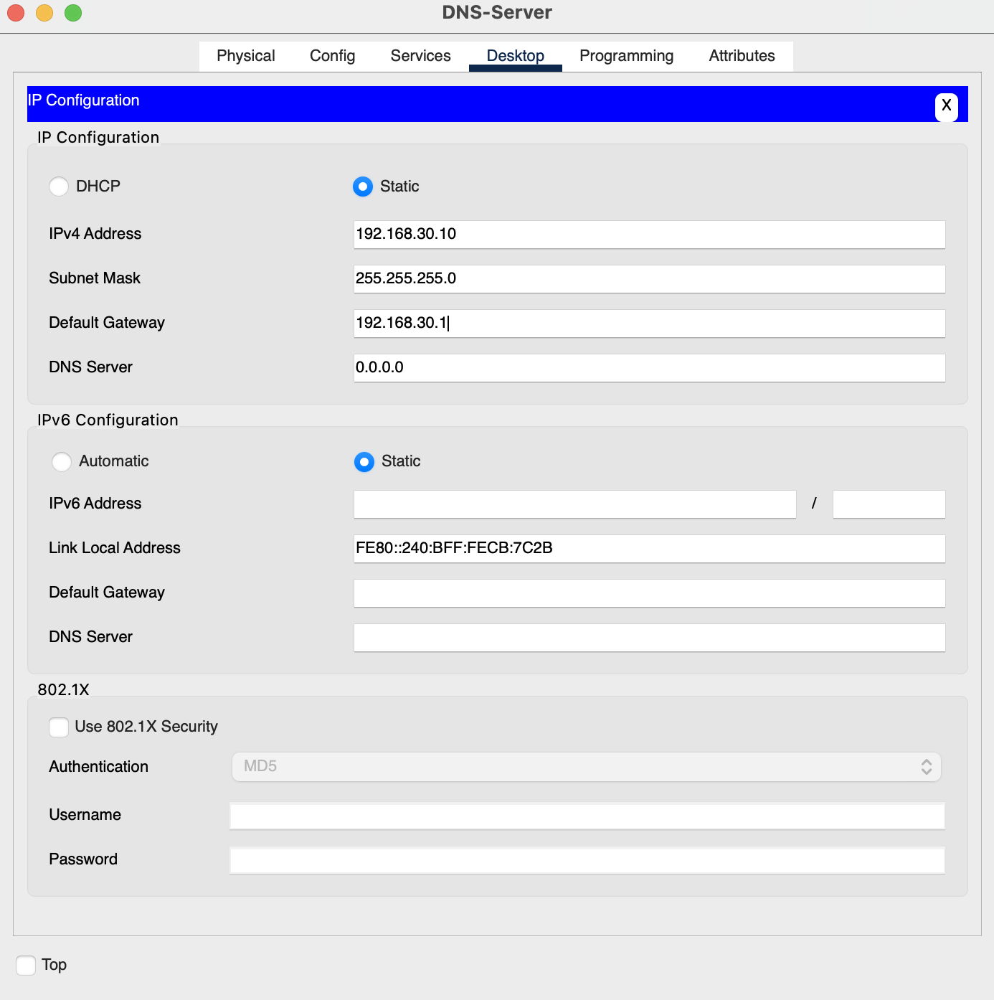 DNS-Server
Physical Config Services Desktop Programming Attributes
IP Configuration
X
IP Configuration
DHCP Static
IPv4 Address 192.168.30.10
Subnet Mask 255.255.255.0
Default Gateway 192.168.30.1
DNS Server 0.0.0.0
IPv6 Configuration
Automatic Static
IPv6 Address /
Link Local Address FE80::240:BFF:FECB:7C2B
Default Gateway
DNS Server
802.1X
Use 802.1X Security
Authentication MD5
Username
Password
Top